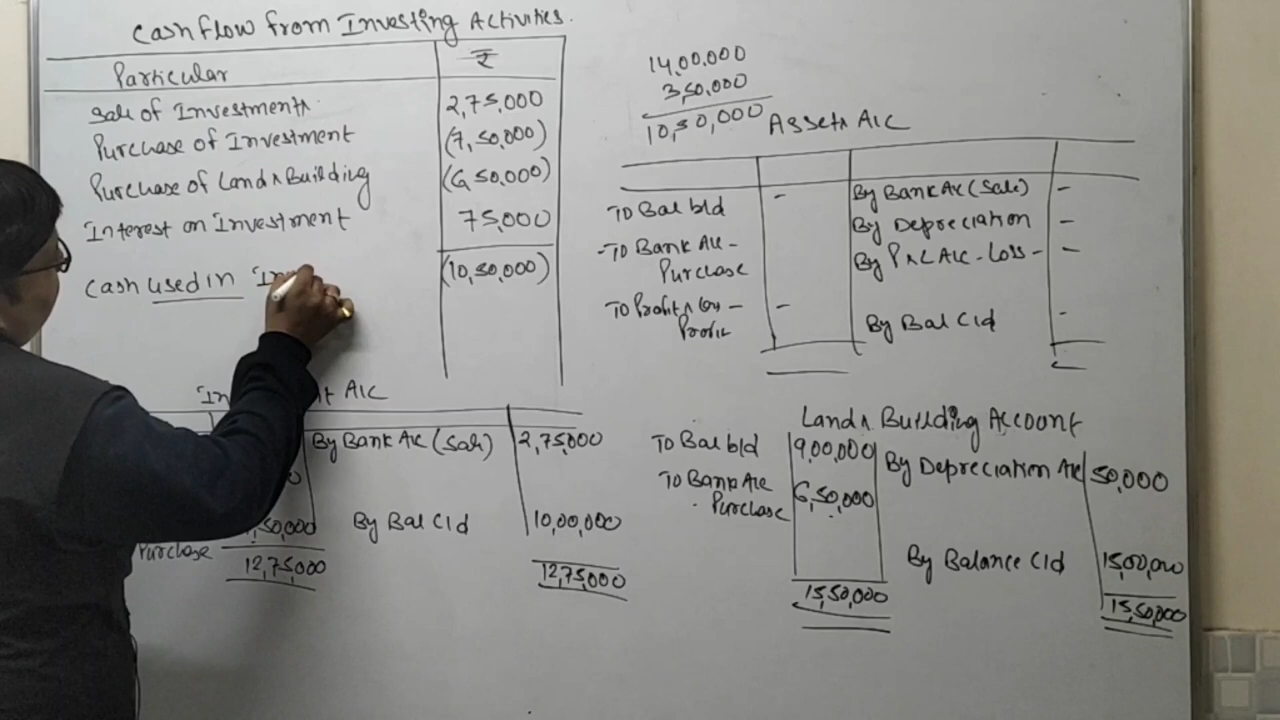 Cash flow from Investing Activities.
Particular ₹
Sale of Investments 2,75,000
Purchase of Investment (7,50,000)
Purchase of Land & Building (6,50,000)
Interest on Investment 75,000
Cash used in (10,50,000)
14,00,000
3,50,000
10,50,000
Assets A/C
To Bal b/d - By Bank A/c (Sale) -
By Depreciation -
To Bank A/c - Purchase By P & L A/c - Loss -
To Profit & Loss - Profit -
By Bal C/d -
A/C
By Bank A/c (Sale) 2,75,000
By Bal C/d 10,00,000
Purchase
12,75,000 12,75,000
Land & Building Account
To Bal b/d 9,00,000 By Depreciation A/c 50,000
To Bank A/c - Purchase 6,50,000
By Balance C/d 15,00,000
15,50,000 15,50,000